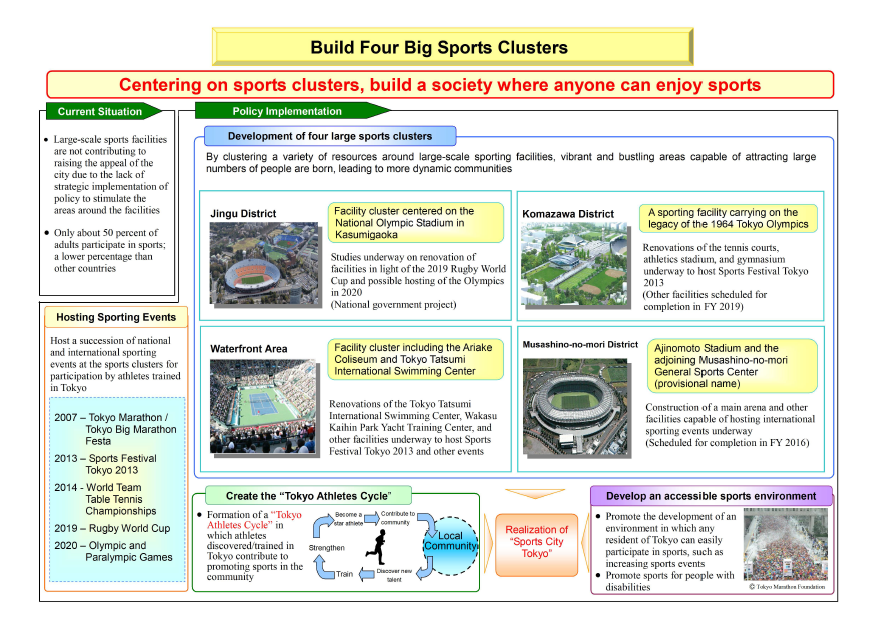 Build Four Big Sports Clusters
Centering on sports clusters, build a society where anyone can enjoy sports
Current Situation
● Large-scale sports facilities
are not contributing to
raising the appeal of the
city due to the lack of
strategic implementation of
policy to stimulate the
areas around the facilities
● Only about 50 percent of
adults participate in sports;
a lower percentage than
other countries
Policy Implementation
Development of four large sports clusters
By clustering a variety of resources around large-scale sporting facilities, vibrant and bustling areas capable of attracting large
numbers of people are born, leading to more dynamic communities
Jingu District
Facility cluster centered on the
National Olympic Stadium in
Kasumigaoka
Studies underway on renovation of
facilities in light of the 2019 Rugby World
Cup and possible hosting of the Olympics
in 2020
(National government project)
Komazawa District
A sporting facility carrying on the
legacy of the 1964 Tokyo Olympics
Renovations of the tennis courts,
athletics stadium, and gymnasium
underway to host Sports Festival Tokyo
2013
(Other facilities scheduled for
completion in FY 2019)
Waterfront Area
Facility cluster including the Ariake
Coliseum and Tokyo Tatsumi
International Swimming Center
Renovations of the Tokyo Tatsumi
International Swimming Center, Wakasu
Kaihin Park Yacht Training Center, and
other facilities underway to host Sports
Festival Tokyo 2013 and other events
Musashino-no-mori District
Ajinomoto Stadium and the
adjoining Musashino-no-mori
General Sports Center
(provisional name)
Construction of a main arena and other
facilities capable of hosting international
sporting events underway
(Scheduled for completion in FY 2016)
Hosting Sporting Events
Host a succession of national
and international sporting
events at the sports clusters for
participation by athletes trained
in Tokyo
2007 – Tokyo Marathon /
Tokyo Big Marathon
Festa
2013 – Sports Festival
Tokyo 2013
2014 - World Team
Table Tennis
Championships
2019 – Rugby World Cup
2020 – Olympic and
Paralympic Games
Create the “Tokyo Athletes Cycle”
● Formation of a “Tokyo
Athletes Cycle” in
which athletes
discovered/trained in
Tokyo contribute to
promoting sports in the
community
Become a
star athlete
Contribute to
community
Local
Community
Discover new
talent
Train
Strengthen
Realization of
“Sports City
Tokyo”
Develop an accessible sports environment
● Promote the development of an
environment in which any
resident of Tokyo can easily
participate in sports, such as
increasing sports events
● Promote sports for people with
disabilities
© Tokyo Marathon Foundation